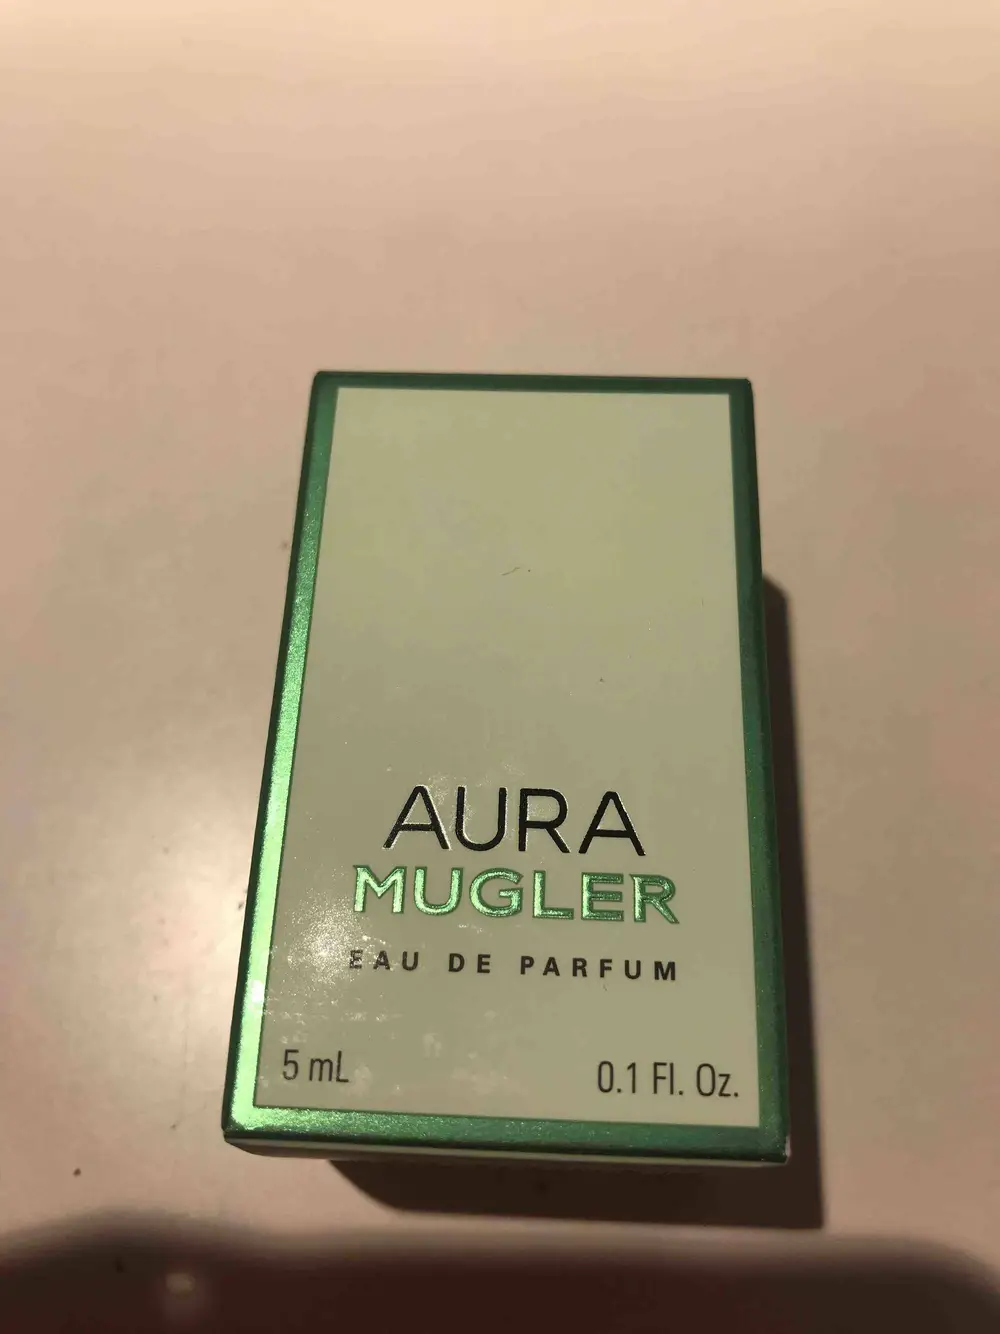 AURA
MUGLER
EAU DE PARFUM
5 mL 0.1 Fl. Oz.